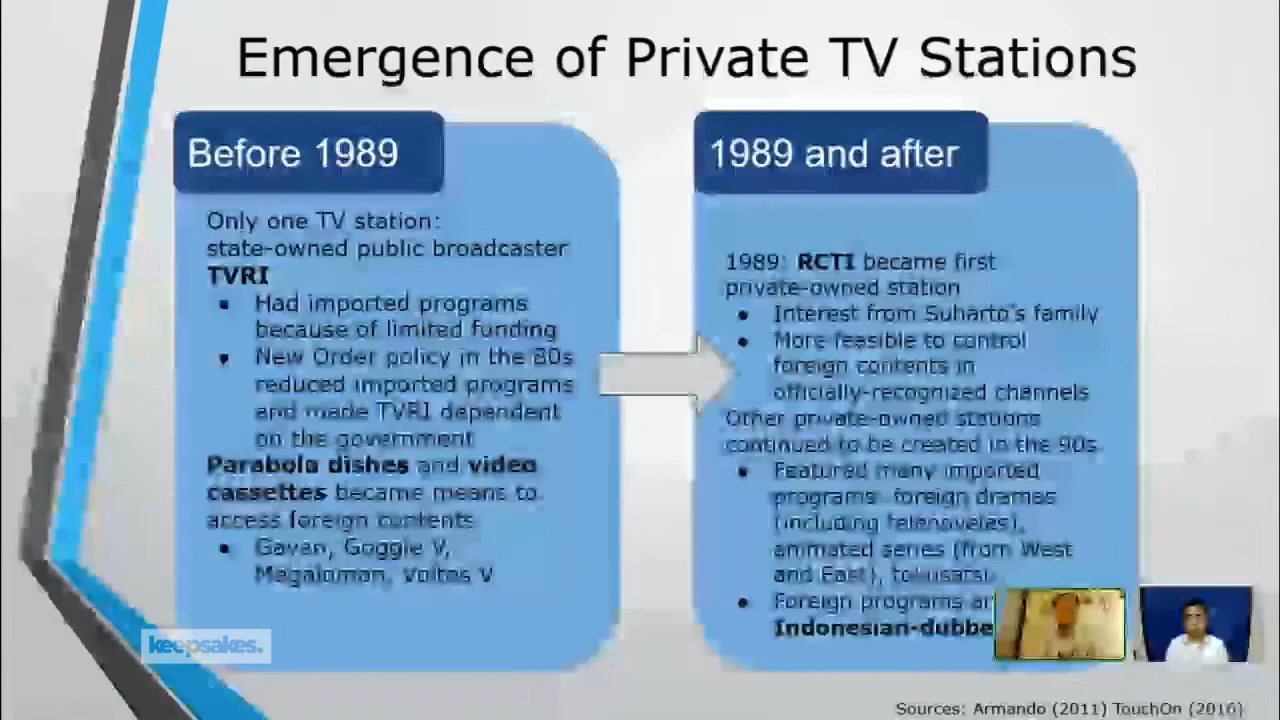 Emergence of Private TV Stations
Before 1989
Only one TV station:
state-owned public broadcaster
TVRI
• Had imported programs
because of limited funding
• New Order policy in the 80s
reduced imported programs
and made TVRI dependent
on the government
Parabola dishes and video
cassettes became means to
access foreign contents
• Gavan, Goggle V,
Megaloman, Voltes V
1989 and after
1989: RCTI became first
private-owned station
• Interest from Suharto's family
• More feasible to control
foreign contents in
officially-recognized channels
Other private-owned stations
continued to be created in the 90s
• Featured many imported
programs: foreign dramas
(including telenovelas),
animated series (from West
and East), tokusatsu
• Foreign programs
Indonesian-dubbe
keepsakes.
Sources: Armando (2011) TouchOn (2016)